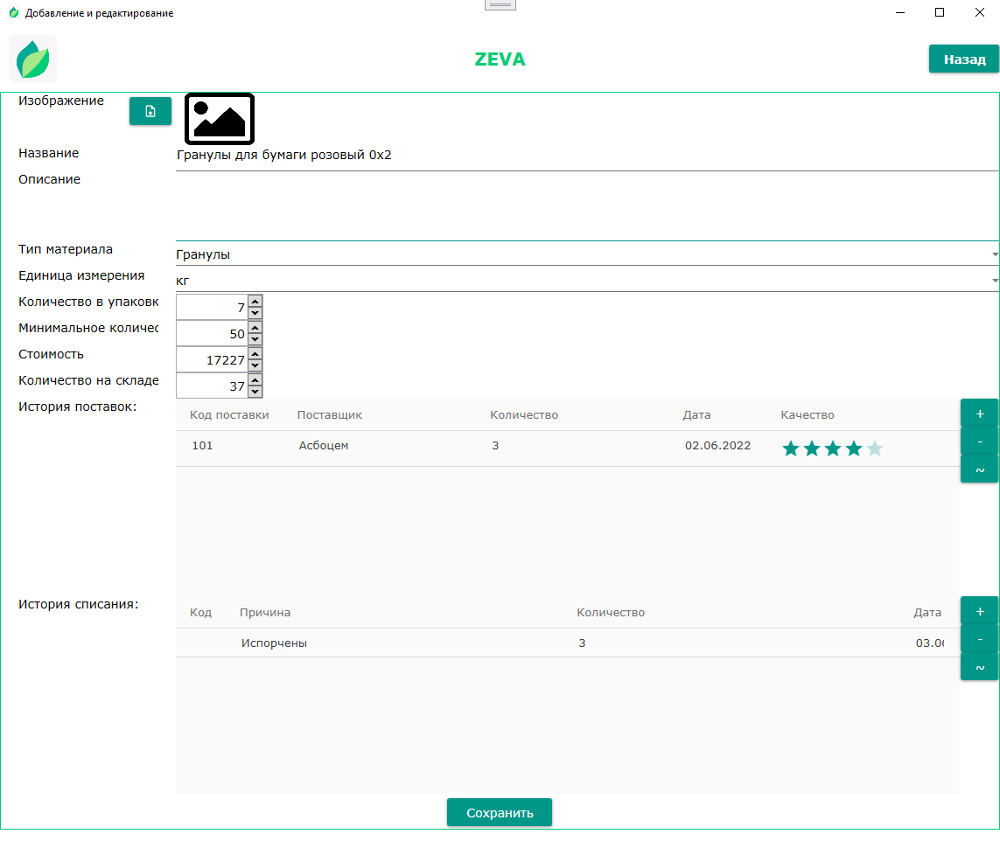 Добавление и редактирование
ZEVA
Назад
Изображение
Название
Гранулы для бумаги розовый 0x2
Описание
Тип материала
Гранулы
Единица измерения
кг
Количество в упаковк
7
Минимальное количес
50
Стоимость
17227
Количество на складе
37
История поставок:
Код поставки Поставщик Количество Дата Качество
+
101 Асбоцем 3 02.06.2022
-
~
История списания:
Код Причина Количество Дата
+
Испорчены 3 03.06
-
~
Сохранить